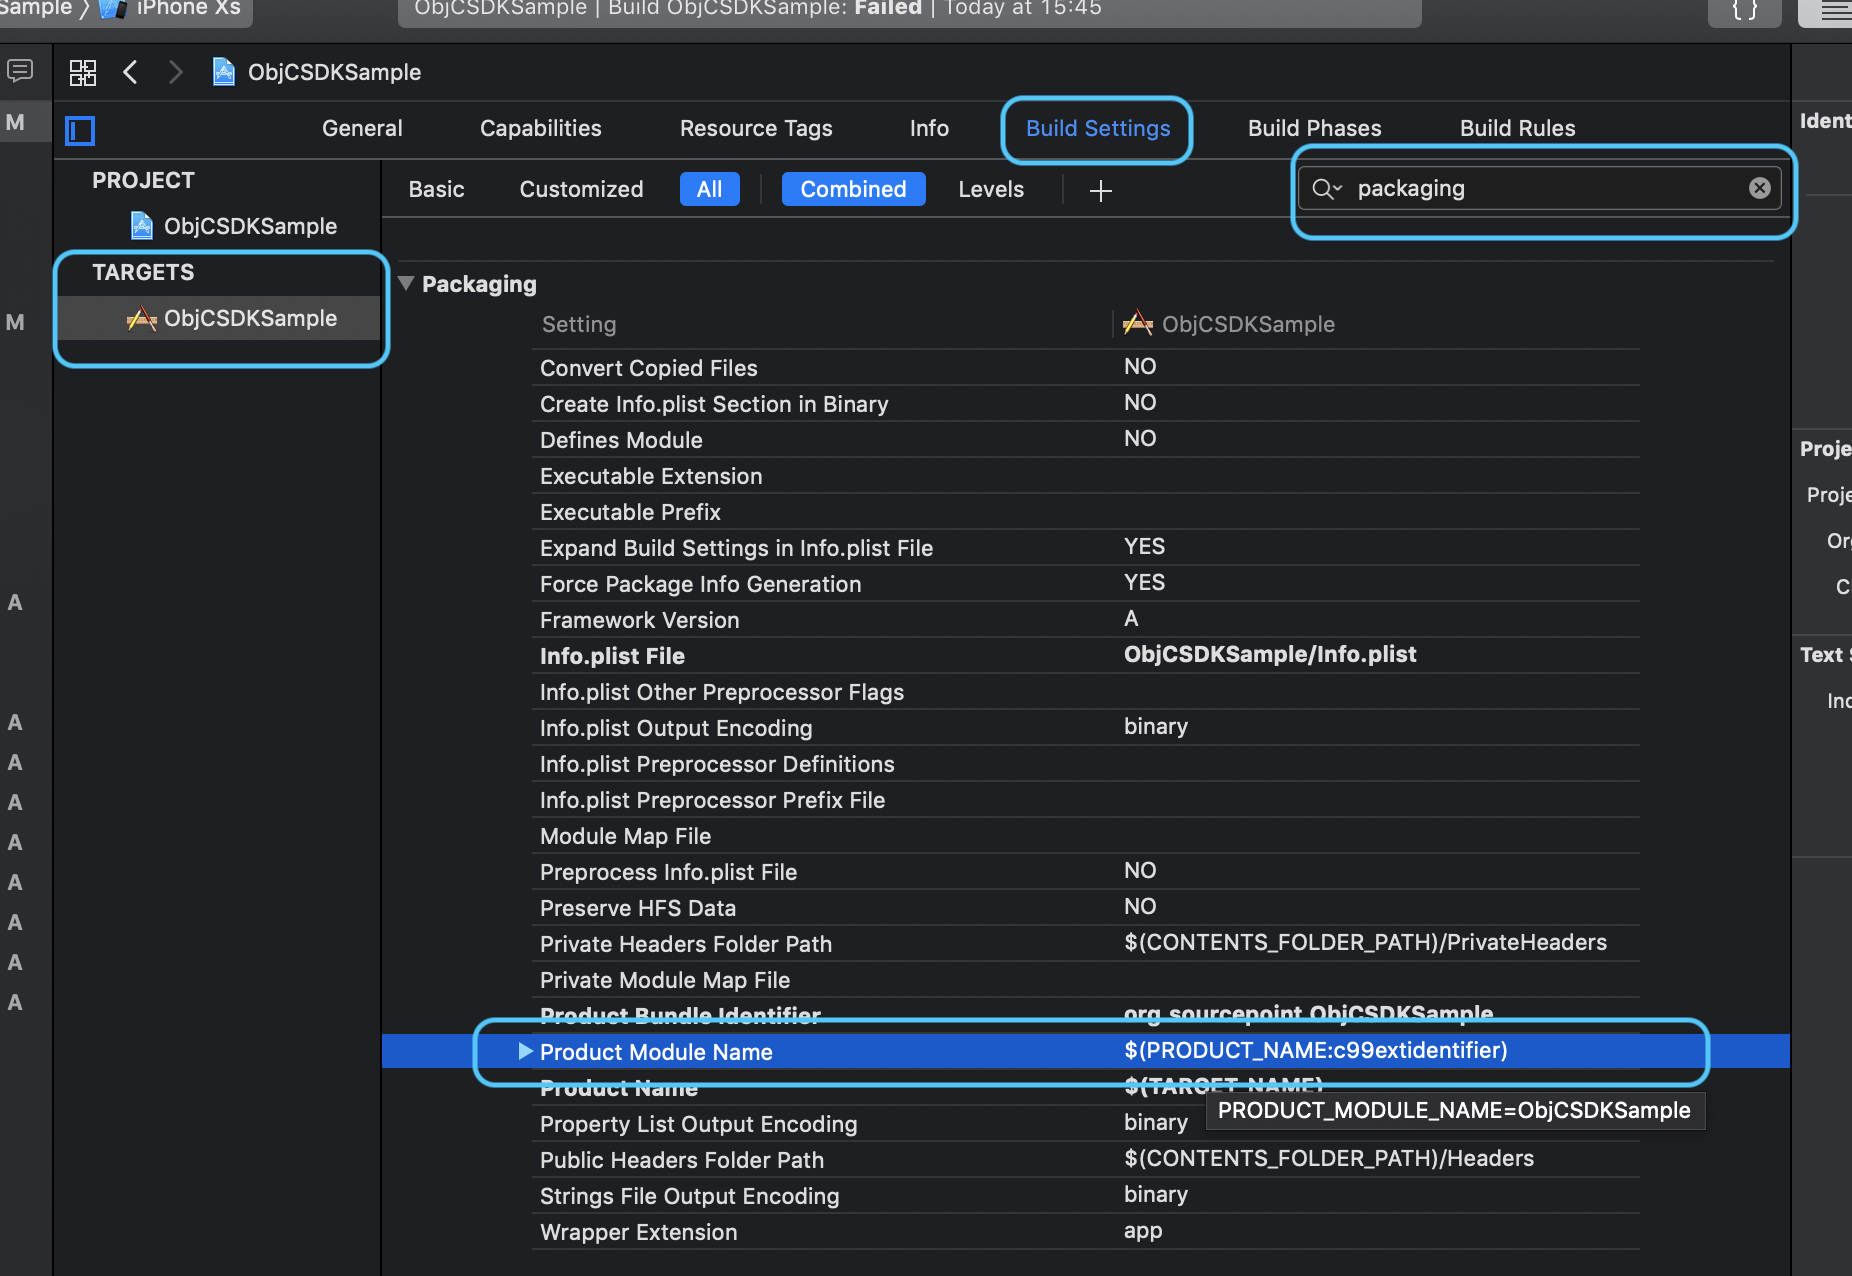 Sample 〉 iPhone Xs
ObjCSDKSample | Build ObjCSDKSample: Failed | Today at 15:45
{ }
ObjCSDKSample
M
General Capabilities Resource Tags Info Build Settings Build Phases Build Rules
Ident
PROJECT
ObjCSDKSample
TARGETS
ObjCSDKSample
M
Basic Customized All Combined Levels + packaging
Packaging
Setting ObjCSDKSample
Convert Copied Files NO
Create Info.plist Section in Binary NO
Defines Module NO
Executable Extension
Executable Prefix
Expand Build Settings in Info.plist File YES
Force Package Info Generation YES
Framework Version A
Info.plist File ObjCSDKSample/Info.plist
Info.plist Other Preprocessor Flags
Info.plist Output Encoding binary
Info.plist Preprocessor Definitions
Info.plist Preprocessor Prefix File
Module Map File
Preprocess Info.plist File NO
Preserve HFS Data NO
Private Headers Folder Path $(CONTENTS_FOLDER_PATH)/PrivateHeaders
Private Module Map File
Product Bundle Identifier org.sourcepoint.ObjCSDKSample
Product Module Name $(PRODUCT_NAME:c99extidentifier)
Product Name $(TARGET_NAME)
PRODUCT_MODULE_NAME=ObjCSDKSample
Property List Output Encoding binary
Public Headers Folder Path $(CONTENTS_FOLDER_PATH)/Headers
Strings File Output Encoding binary
Wrapper Extension app
A
A
A
A
A
A
A
A
A
Proje
Proje
Org
Text S